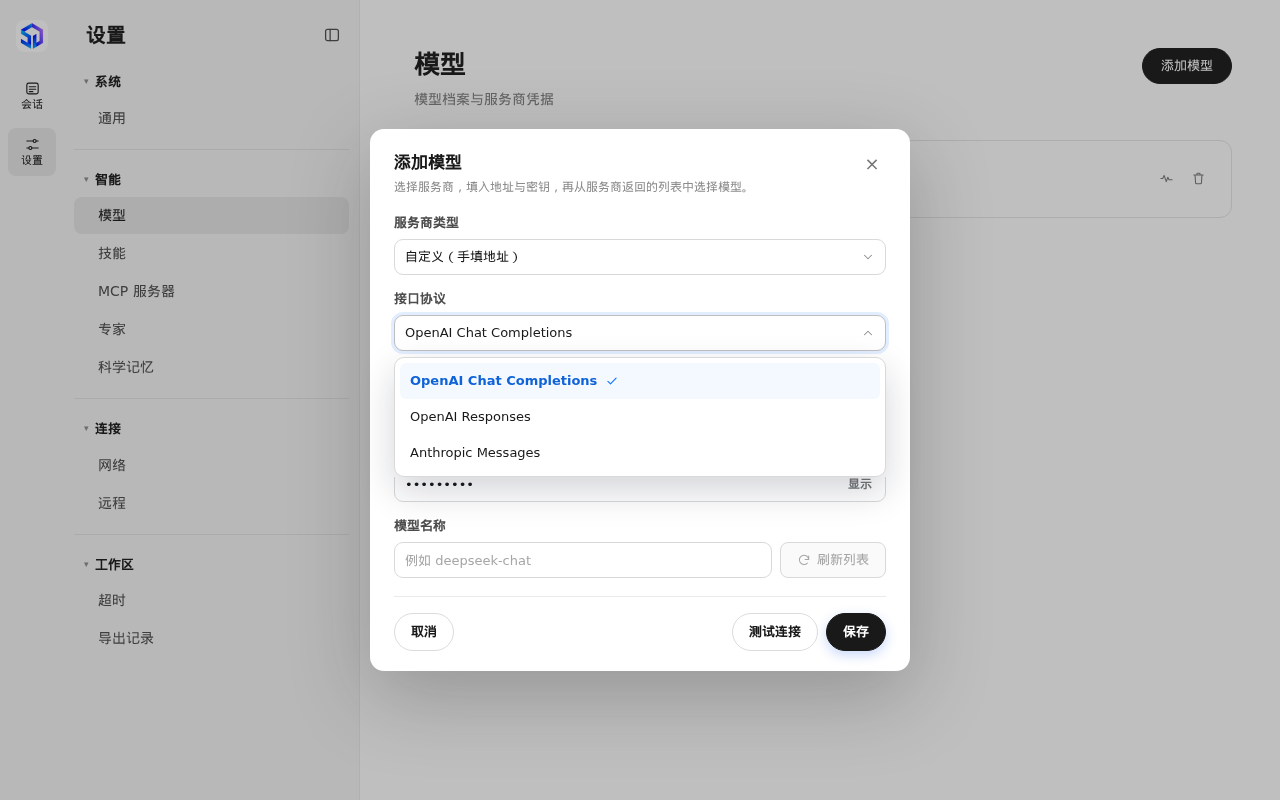 会话
设置
设置
系统
通用
智能
模型
技能
MCP 服务器
专家
科学记忆
连接
网络
远程
工作区
超时
导出记录
模型
添加模型
模型档案与服务商凭据
添加模型
选择服务商，填入地址与密钥，再从服务商返回的列表中选择模型。
服务商类型
自定义（手填地址）
接口协议
OpenAI Chat Completions
OpenAI Chat Completions
OpenAI Responses
Anthropic Messages
••••••••• 显示
模型名称
例如 deepseek-chat
刷新列表
取消
测试连接
保存